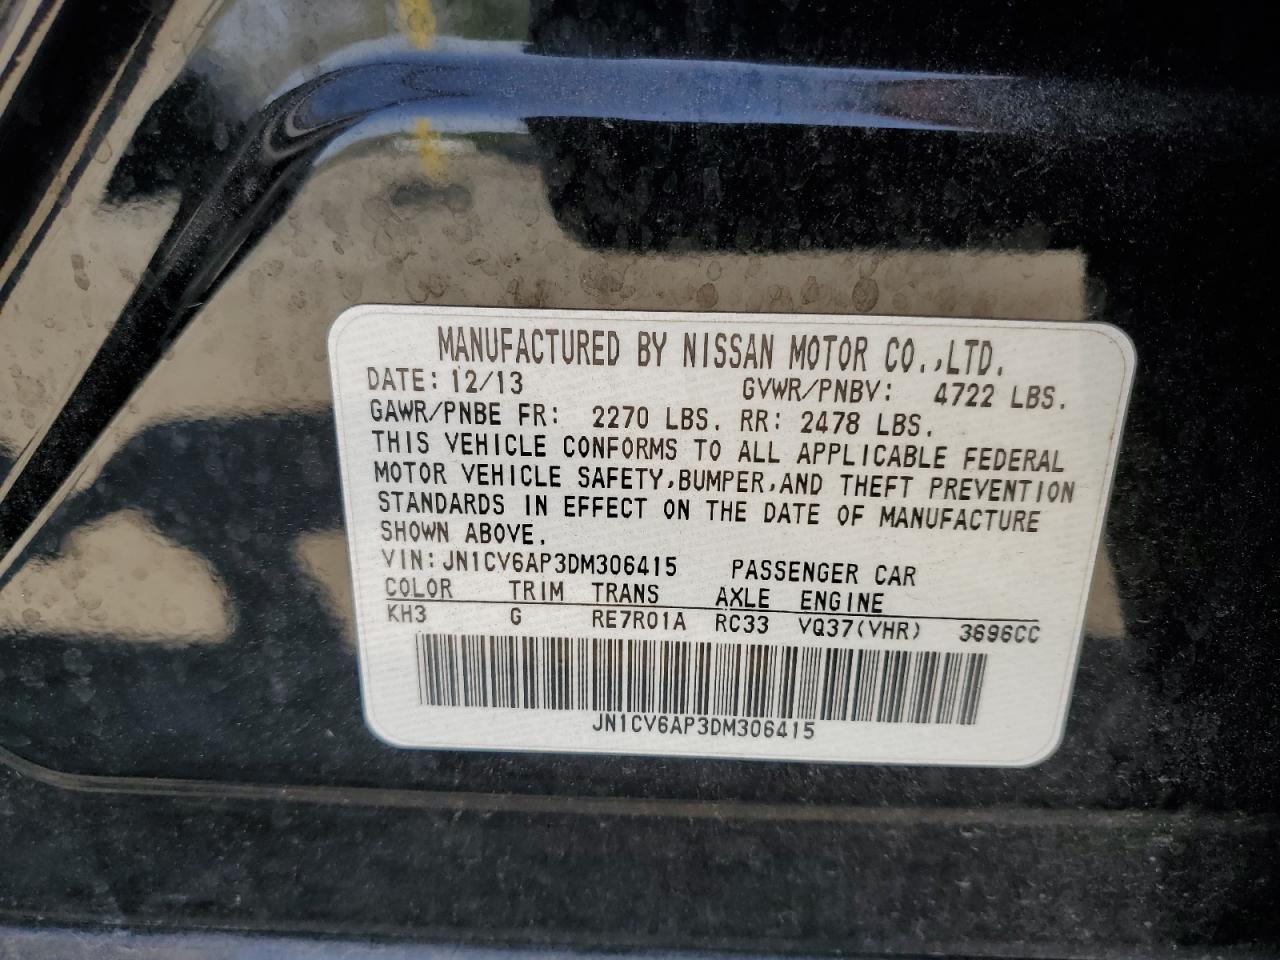 MANUFACTURED BY NISSAN MOTOR CO.,LTD.
DATE: 12/13 GVWR/PNBV: 4722 LBS.
GAWR/PNBE FR: 2270 LBS. RR: 2478 LBS.
THIS VEHICLE CONFORMS TO ALL APPLICABLE FEDERAL
MOTOR VEHICLE SAFETY,BUMPER,AND THEFT PREVENTION
STANDARDS IN EFFECT ON THE DATE OF MANUFACTURE
SHOWN ABOVE.
VIN: JN1CV6AP3DM306415 PASSENGER CAR
COLOR TRIM TRANS AXLE ENGINE
KH3 G RE7R01A RC33 VQ37(VHR) 3696CC
JN1CV6AP3DM306415